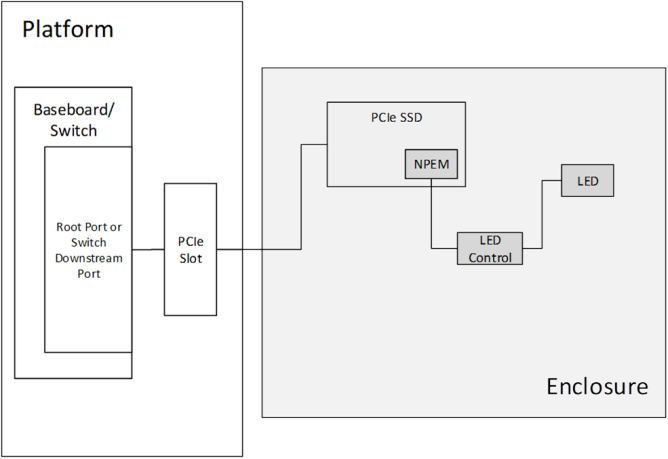 Platform
Baseboard/
Switch
Root Port or
Switch
Downstream
Port
PCIe
Slot
PCIe SSD
NPEM
LED
Control
LED
Enclosure